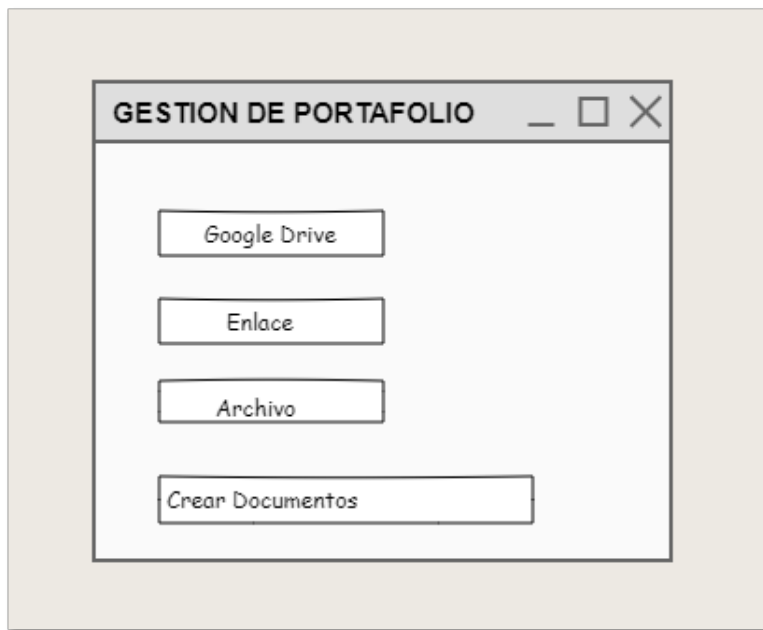 GESTION DE PORTAFOLIO
Google Drive
Enlace
Archivo
Crear Documentos